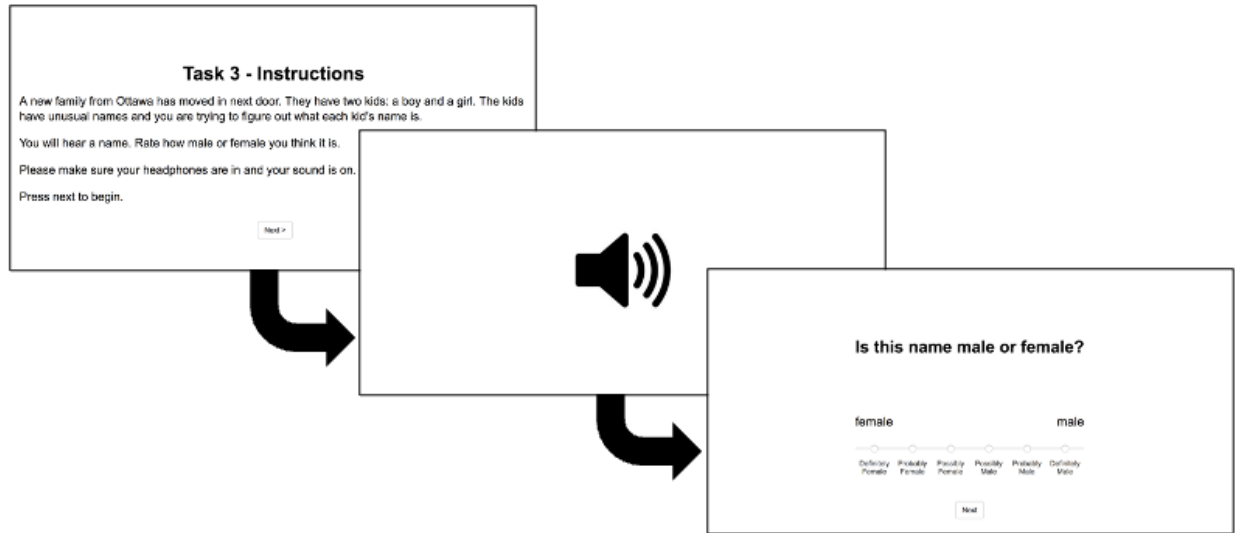 Task 3 - Instructions
A new family from Ottawa has moved in next door. They have two kids: a boy and a girl. The kids
have unusual names and you are trying to figure out what each kid's name is.
You will hear a name. Rate how male or female you think it is.
Please make sure your headphones are in and your sound is on.
Press next to begin.
Next >
Is this name male or female?
female male
Definitely Female Probably Female Possibly Female Possibly Male Probably Male Definitely Male
Next